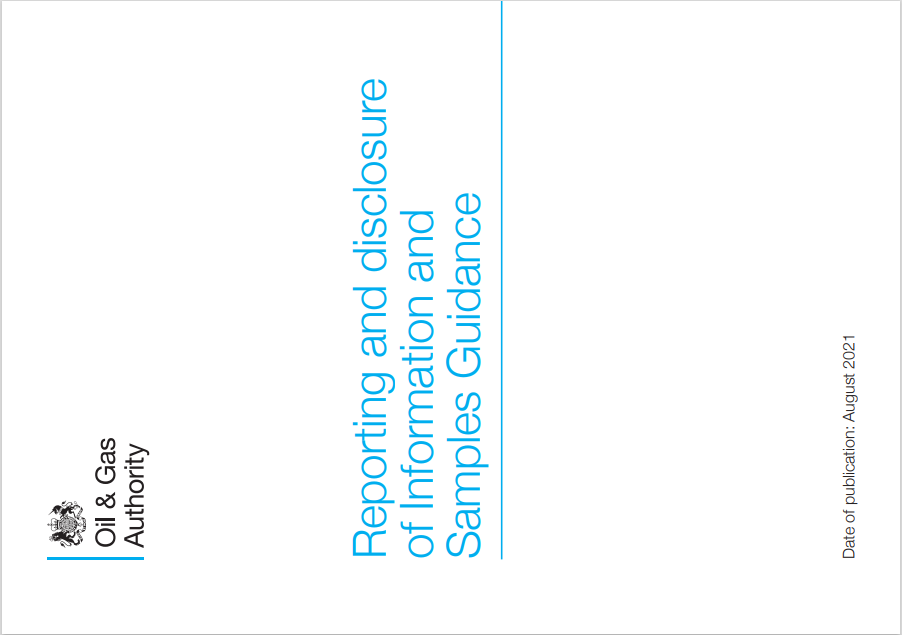 Oil & Gas
Authority
Reporting and disclosure
of Information and
Samples Guidance
Date of publication: August 2021